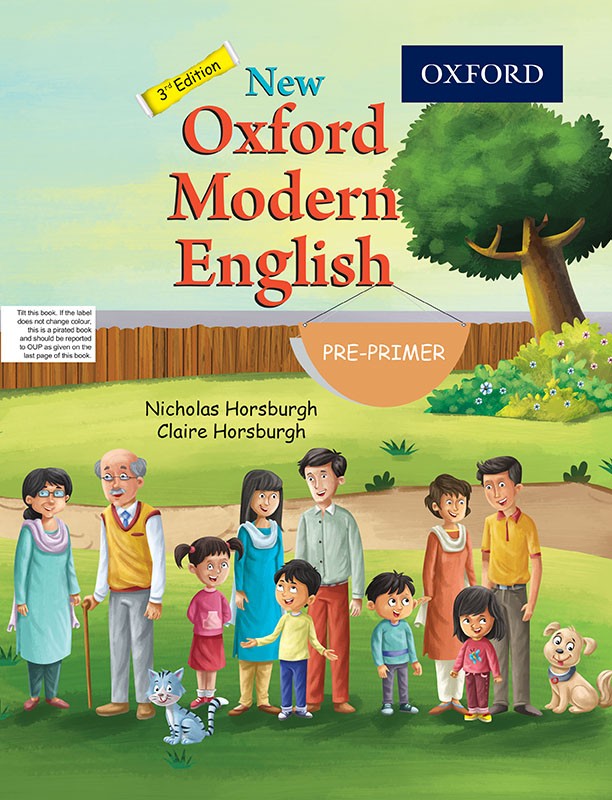 3rd Edition
New
Oxford
Modern
English
OXFORD
Tilt this book. If the label
does not change colour,
this is a pirated book
and should be reported
to OUP as given on the
last page of this book.
PRE-PRIMER
Nicholas Horsburgh
Claire Horsburgh